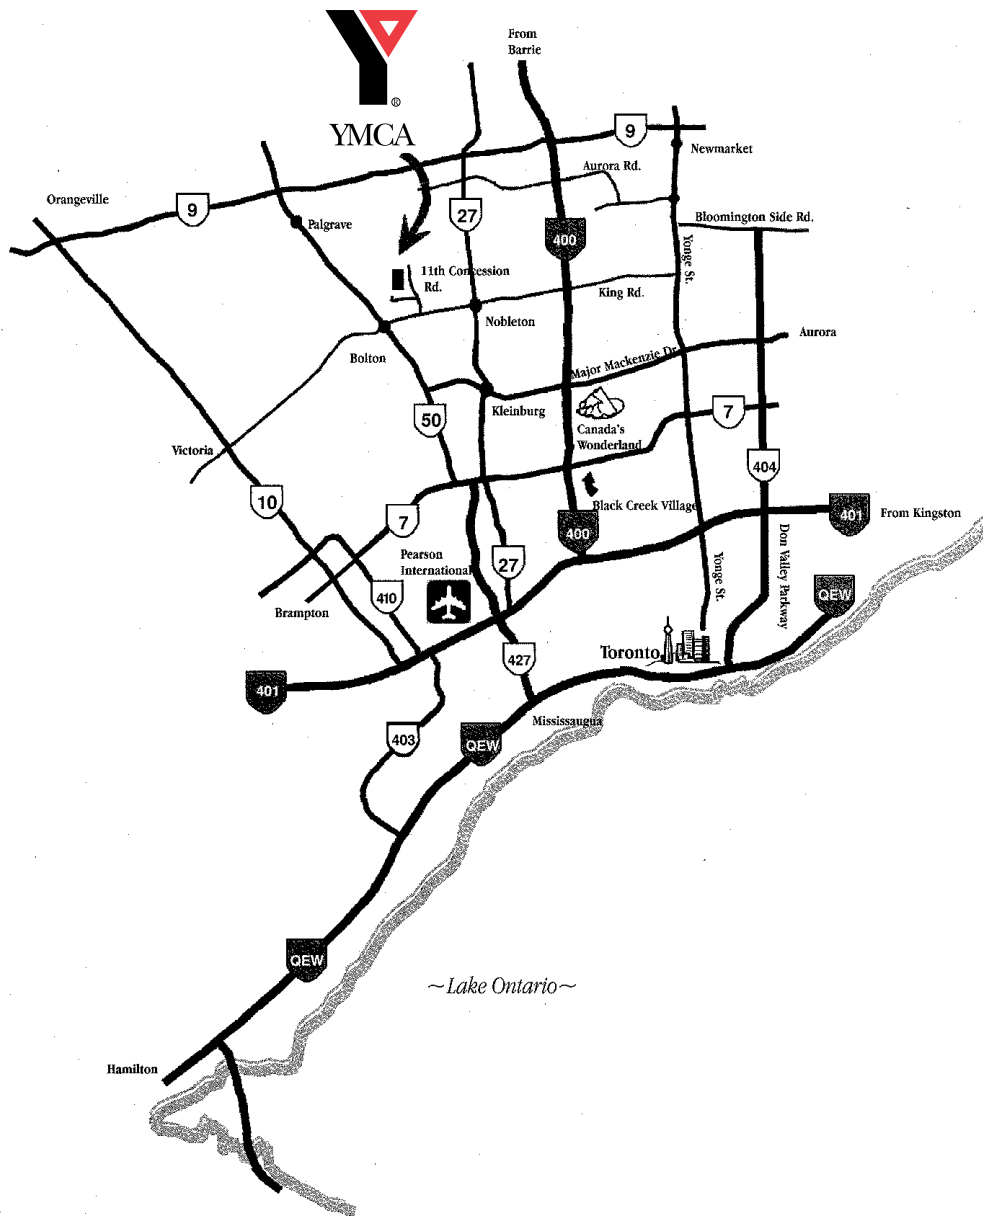 From
Barrie
®
YMCA
9
Newmarket
Aurora Rd.
Orangeville
9
Palgrave
27
400
Bloomington Side Rd.
Yonge St.
11th Concession
Rd.
King Rd.
Nobleton
Bolton
Aurora
Major Mackenzie Dr.
Kleinburg
50
7
Canada's
Wonderland
Victoria
404
10
Black Creek Village
401
From Kingston
7
400
Pearson
International
27
Yonge St.
Don Valley Parkway
410
QEW
Brampton
Toronto
427
401
Mississaugua
403
QEW
QEW
~Lake Ontario~
Hamilton